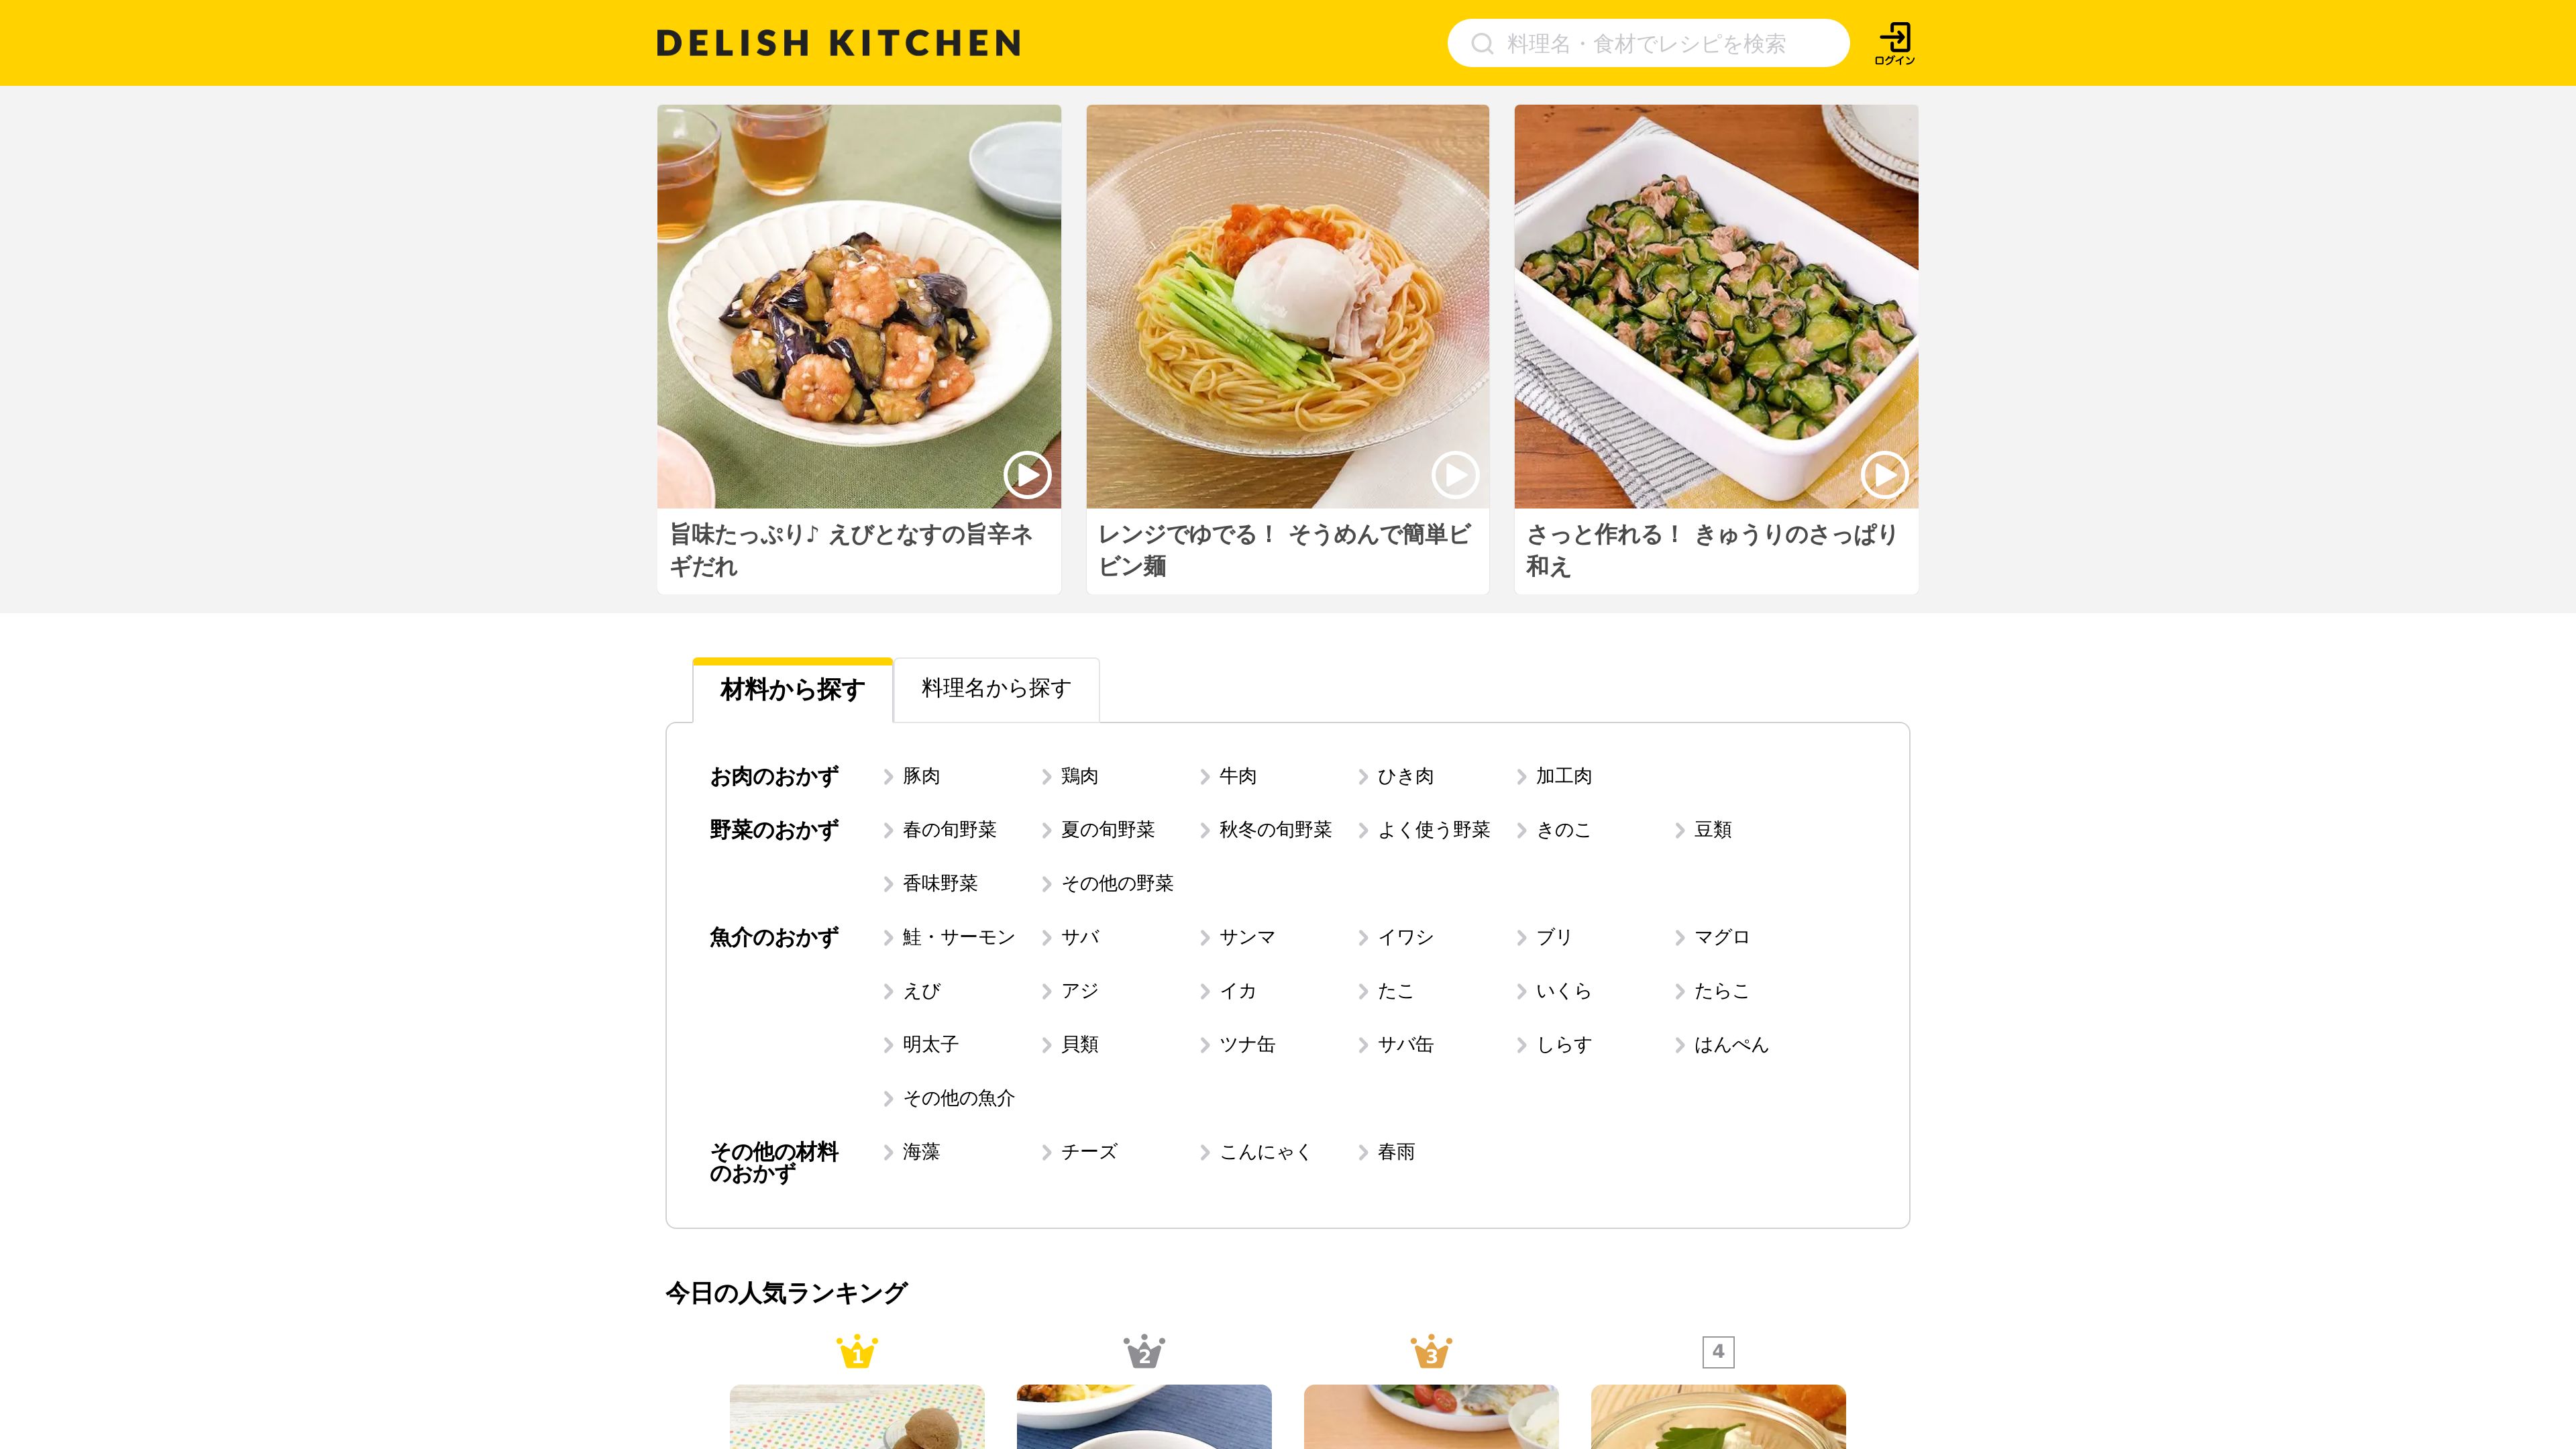 DELISH KITCHEN
料理名・食材でレシピを検索
ログイン
旨味たっぷり♪ えびとなすの旨辛ネ
ギだれ
レンジでゆでる！ そうめんで簡単ビ
ビン麺
さっと作れる！ きゅうりのさっぱり
和え
材料から探す
料理名から探す
お肉のおかず 豚肉 鶏肉 牛肉 ひき肉 加工肉
野菜のおかず 春の旬野菜 夏の旬野菜 秋冬の旬野菜 よく使う野菜 きのこ 豆類
香味野菜 その他の野菜
魚介のおかず 鮭・サーモン サバ サンマ イワシ ブリ マグロ
えび アジ イカ たこ いくら たらこ
明太子 貝類 ツナ缶 サバ缶 しらす はんぺん
その他の魚介
その他の材料 海藻 チーズ こんにゃく 春雨
のおかず
今日の人気ランキング
1 2 3 4